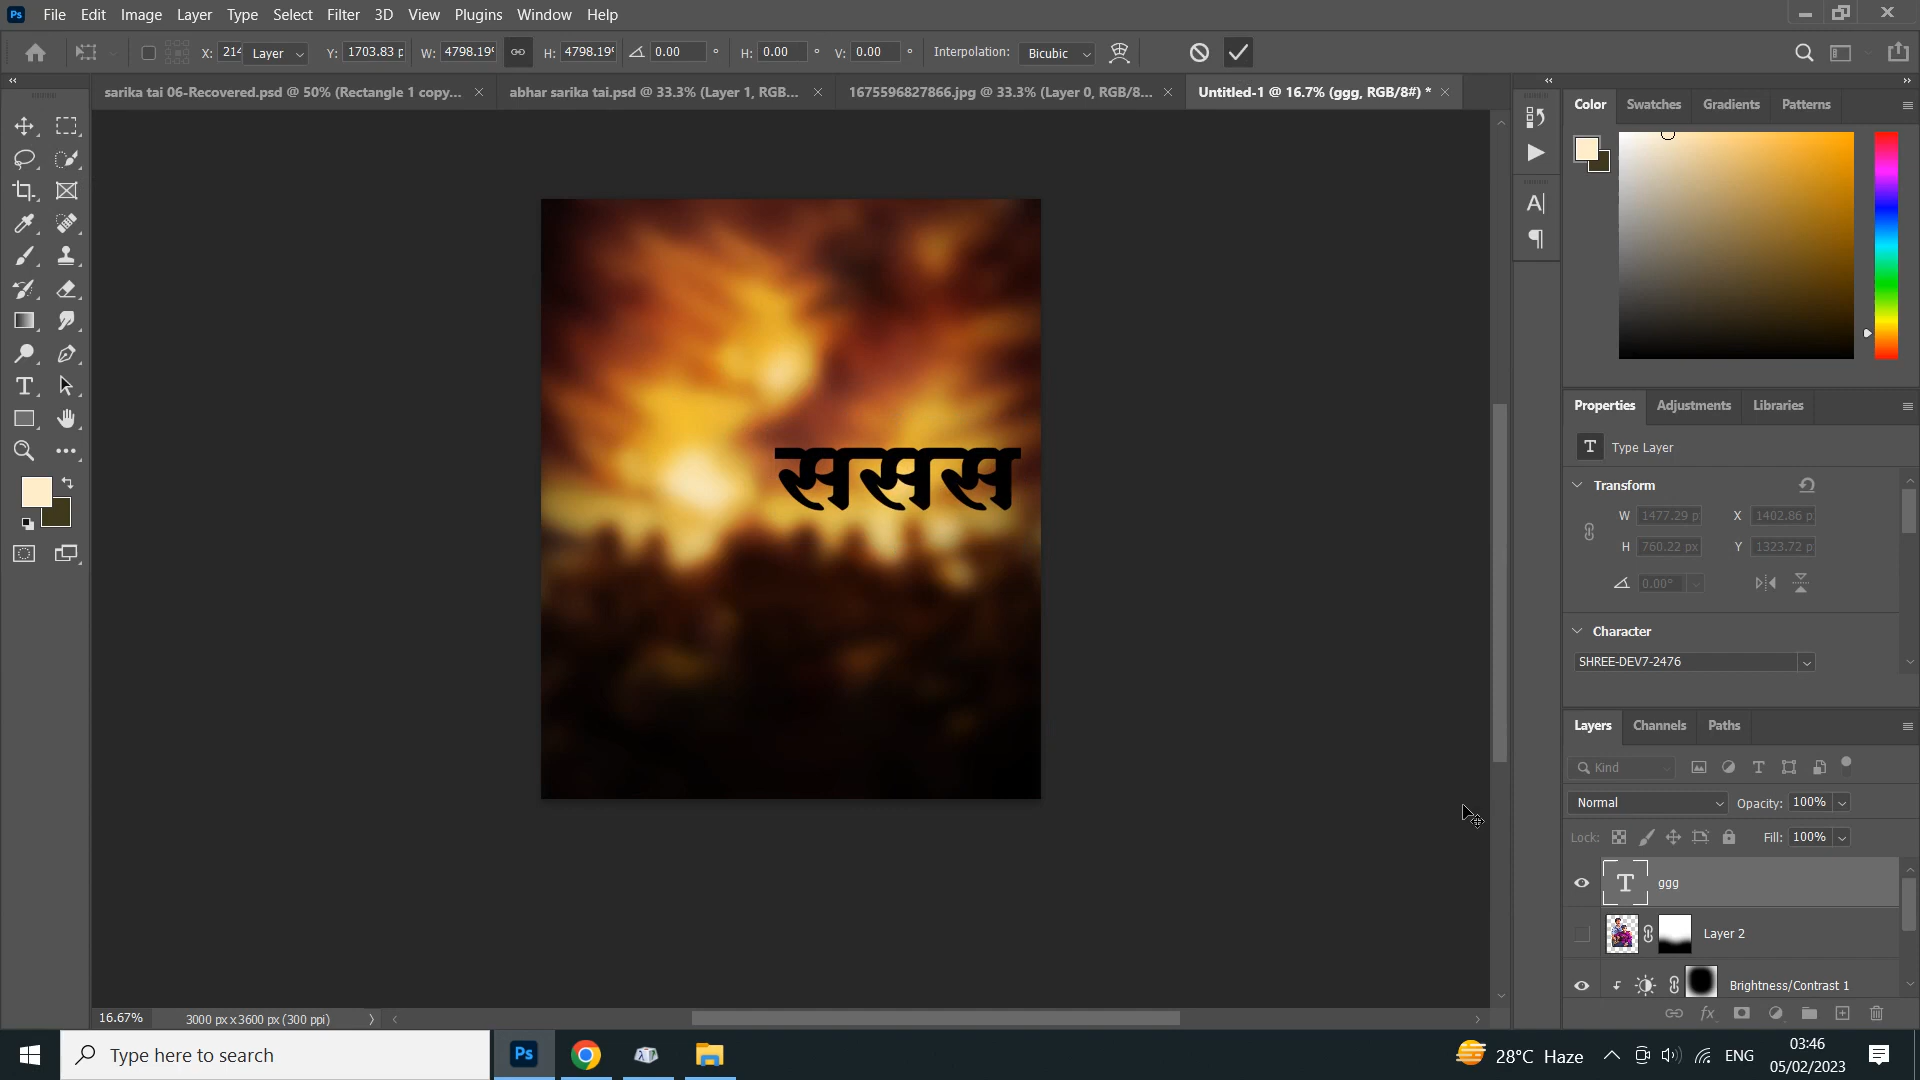 File Edit Image Layer Type Select Filter 3D View Plugins Window Help
X: 214 Layer Y: 1703.83 p W: 4798.19% H: 4798.19% 0.00 ° H: 0.00 ° V: 0.00 ° Interpolation: Bicubic
sarika tai 06-Recovered.psd @ 50% (Rectangle 1 copy... × abhar sarika tai.psd @ 33.3% (Layer 1, RGB... × 1675596827866.jpg @ 33.3% (Layer 0, RGB/8... × Untitled-1 @ 16.7% (ggg, RGB/8#) * ×
Color Swatches Gradients Patterns
ससस
Properties Adjustments Libraries
T Type Layer
Transform
W 1477.29 p X 1402.86 p
H 760.22 px Y 1323.72 p
0.00°
Character
SHREE-DEV7-2476
Layers Channels Paths
Kind
Normal Opacity: 100%
Lock: Fill: 100%
T ggg
Layer 2
Brightness/Contrast 1
16.67% 3000 px x 3600 px (300 ppi)
Type here to search
Ps
28°C Haze
ENG
03:46
05/02/2023